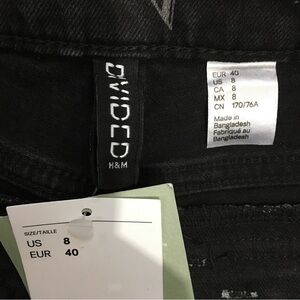 DIVIDED
H&M
EUR 40
US 8
CA 8
MX 8
CN 170/76A
Made in
Bangladesh
Fabriqué au
Bangladesh
SIZE/TAILLE
US 8
EUR 40